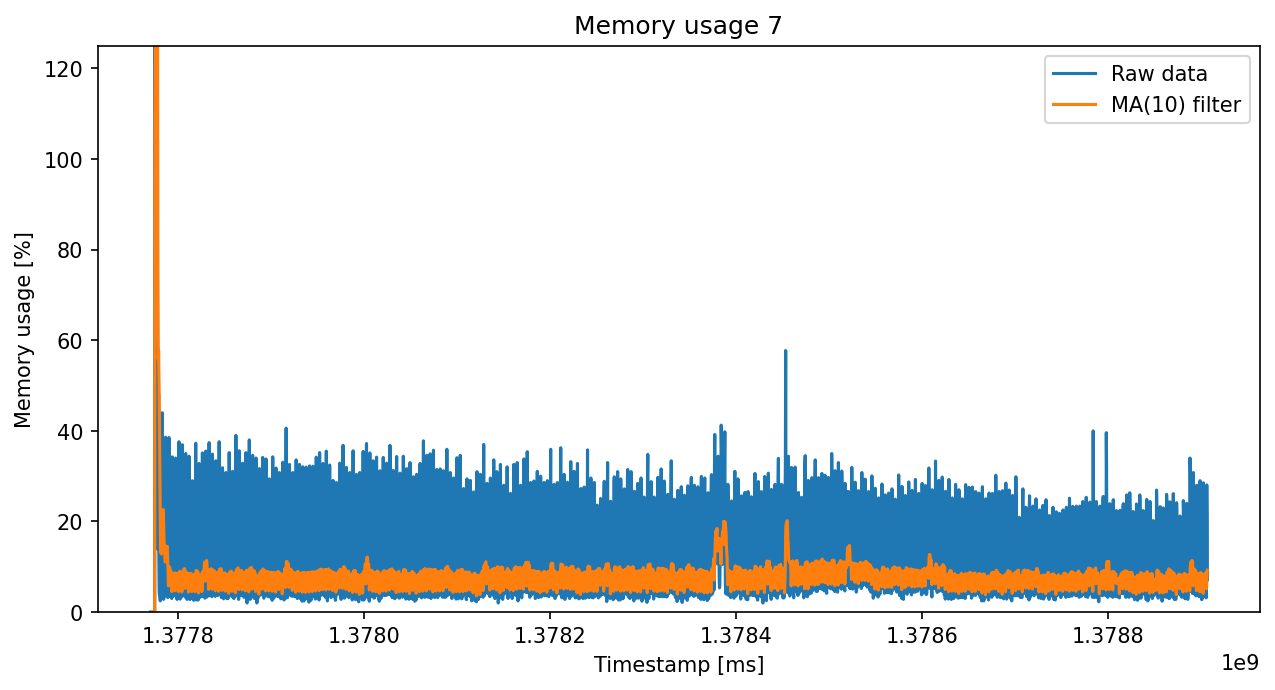 Memory usage 7
Raw data
MA(10) filter
Memory usage [%]
120
100
80
60
40
20
0
1.3778 1.3780 1.3782 1.3784 1.3786 1.3788
Timestamp [ms]
1e9